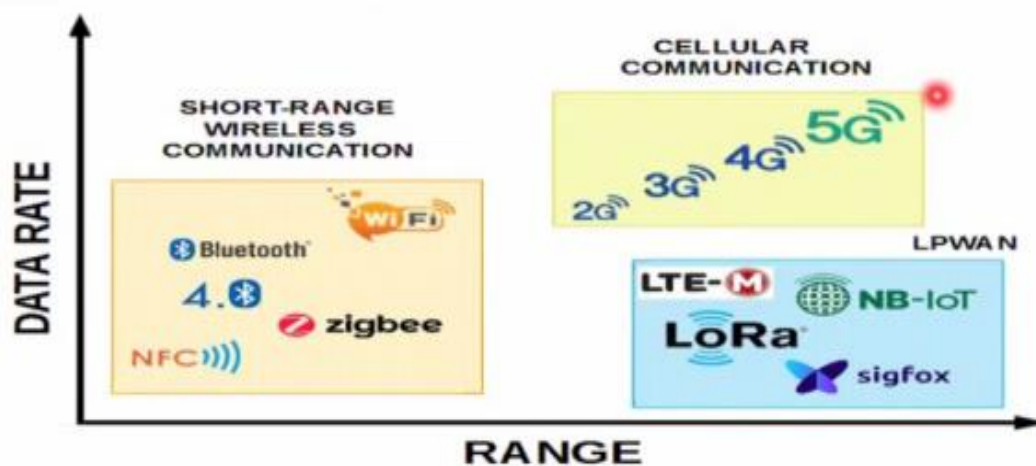 DATA RATE
SHORT-RANGE
WIRELESS
COMMUNICATION
WiFi
Bluetooth
4.0
zigbee
NFC
CELLULAR
COMMUNICATION
5G
4G
3G
2G
LPWAN
LTE-M
NB-IoT
LoRa
sigfox
RANGE